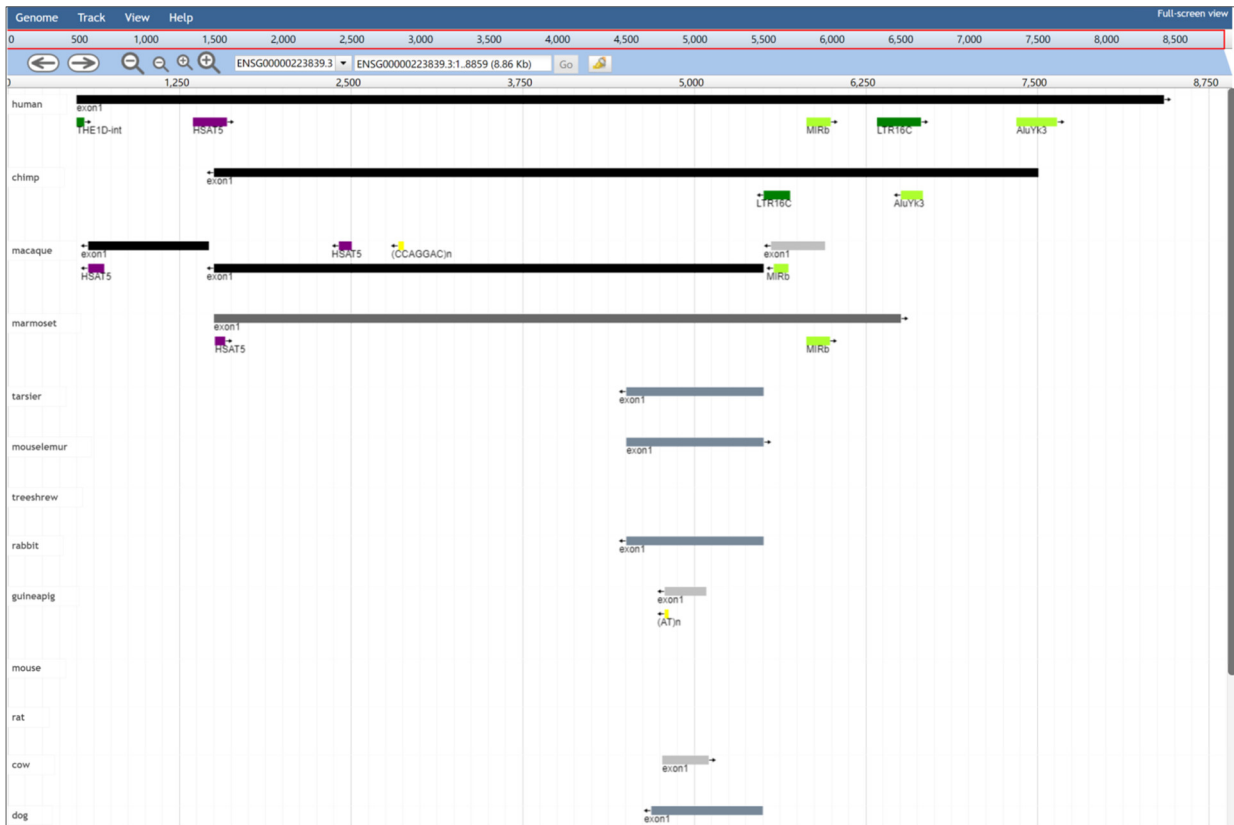 Genome Track View Help Full-screen view
0 500 1,000 1,500 2,000 2,500 3,000 3,500 4,000 4,500 5,000 5,500 6,000 6,500 7,000 7,500 8,000 8,500
ENSG00000223839.3 ENSG00000223839.3:1..8859 (8.86 Kb) Go
0 1,250 2,500 3,750 5,000 6,250 7,500 8,750
human
exon1
THE1D-int HSAT5 MIRb LTR16C AluYk3
chimp
exon1
LTR16C AluYk3
macaque
exon1 HSAT5 (CCAGGAC)n exon1
HSAT5 exon1 MIRb
marmoset
exon1
HSAT5 MIRb
tarsier
exon1
mouselemur
exon1
treeshrew
rabbit
exon1
guineapig
exon1
(AT)n
mouse
rat
cow
exon1
dog
exon1